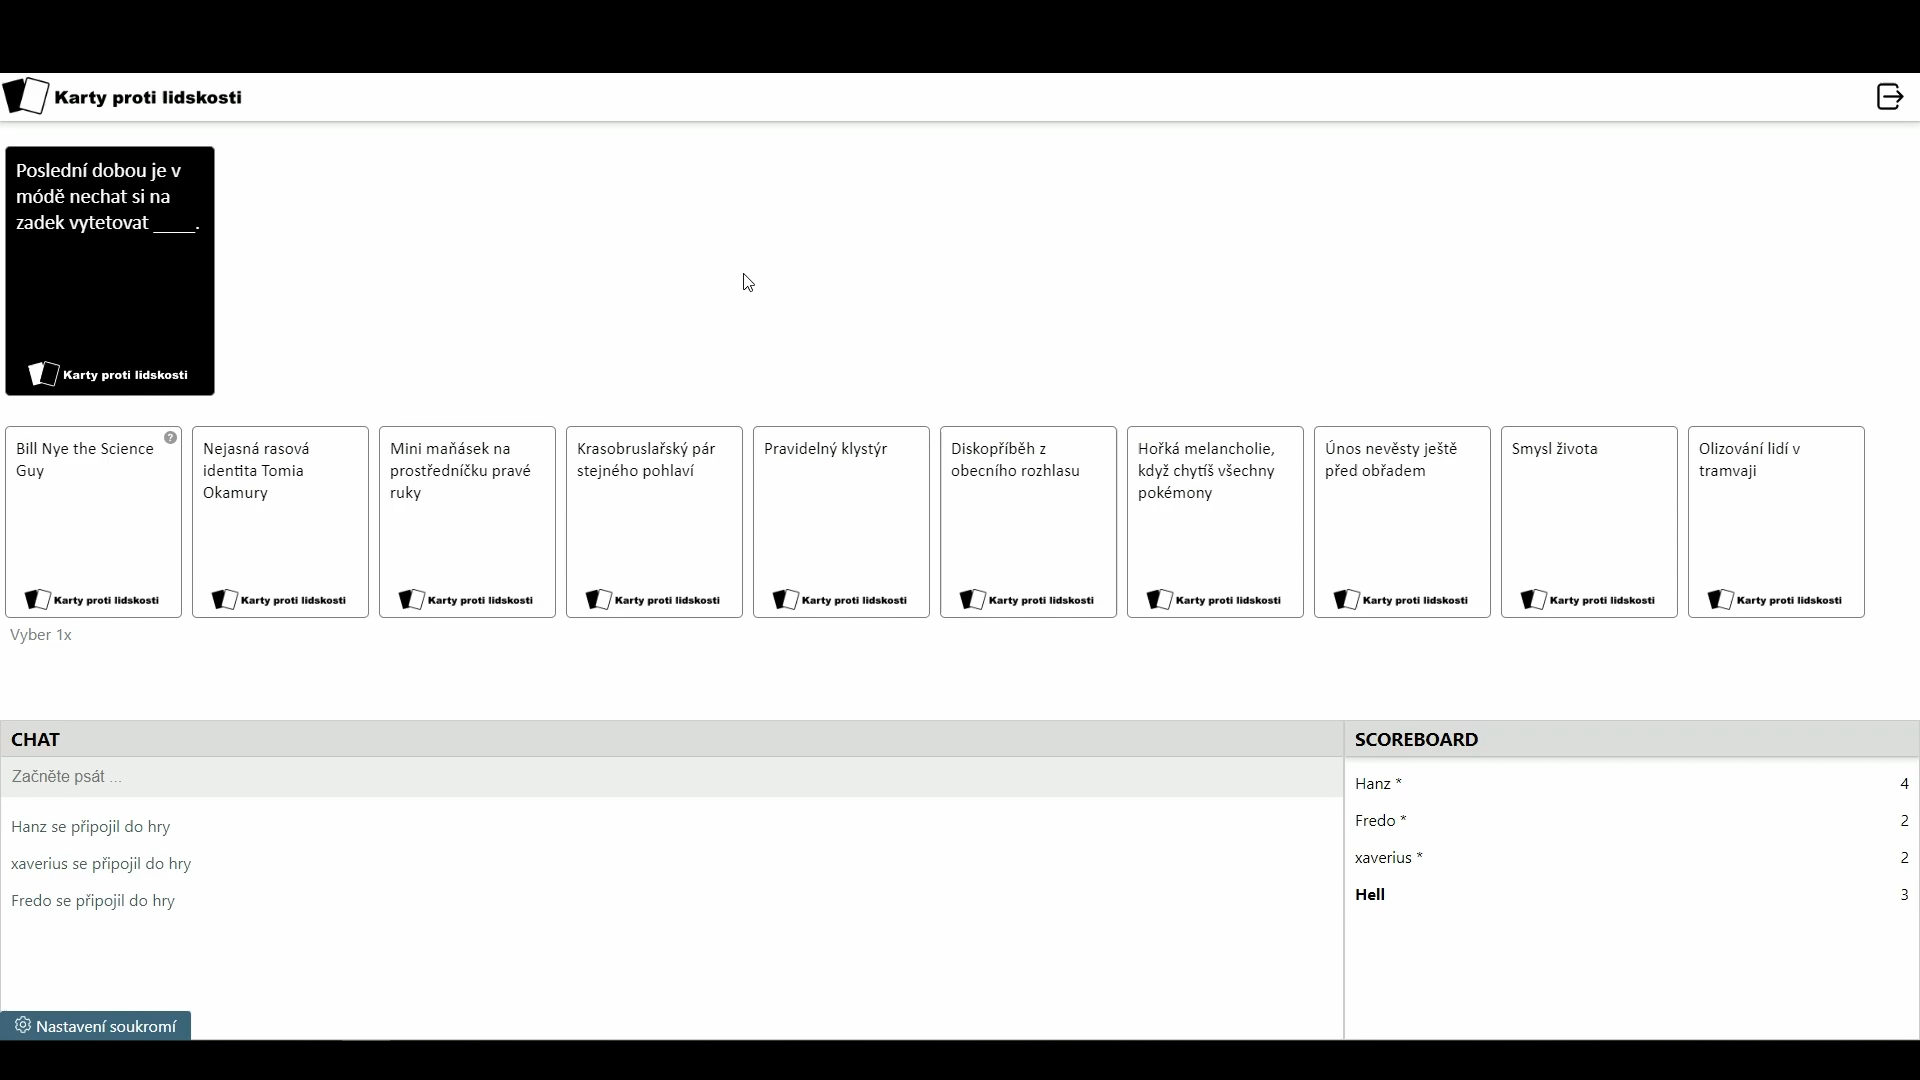 Karty proti lidskosti
Poslední dobou je v
módě nechat si na
zadek vytetovat _____.
Karty proti lidskosti
Bill Nye the Science
Guy
?
Karty proti lidskosti
Nejasná rasová
identita Tomia
Okamury
Karty proti lidskosti
Mini maňásek na
prostředníčku pravé
ruky
Karty proti lidskosti
Krasobruslařský pár
stejného pohlaví
Karty proti lidskosti
Pravidelný klystýr
Karty proti lidskosti
Diskopříběh z
obecního rozhlasu
Karty proti lidskosti
Hořká melancholie,
když chytíš všechny
pokémony
Karty proti lidskosti
Únos nevěsty ještě
před obřadem
Karty proti lidskosti
Smysl života
Karty proti lidskosti
Olizování lidí v
tramvaji
Karty proti lidskosti
Vyber 1x
CHAT
Začněte psát ...
Hanz se připojil do hry
xaverius se připojil do hry
Fredo se připojil do hry
Nastavení soukromí
SCOREBOARD
Hanz * 4
Fredo * 2
xaverius * 2
Hell 3